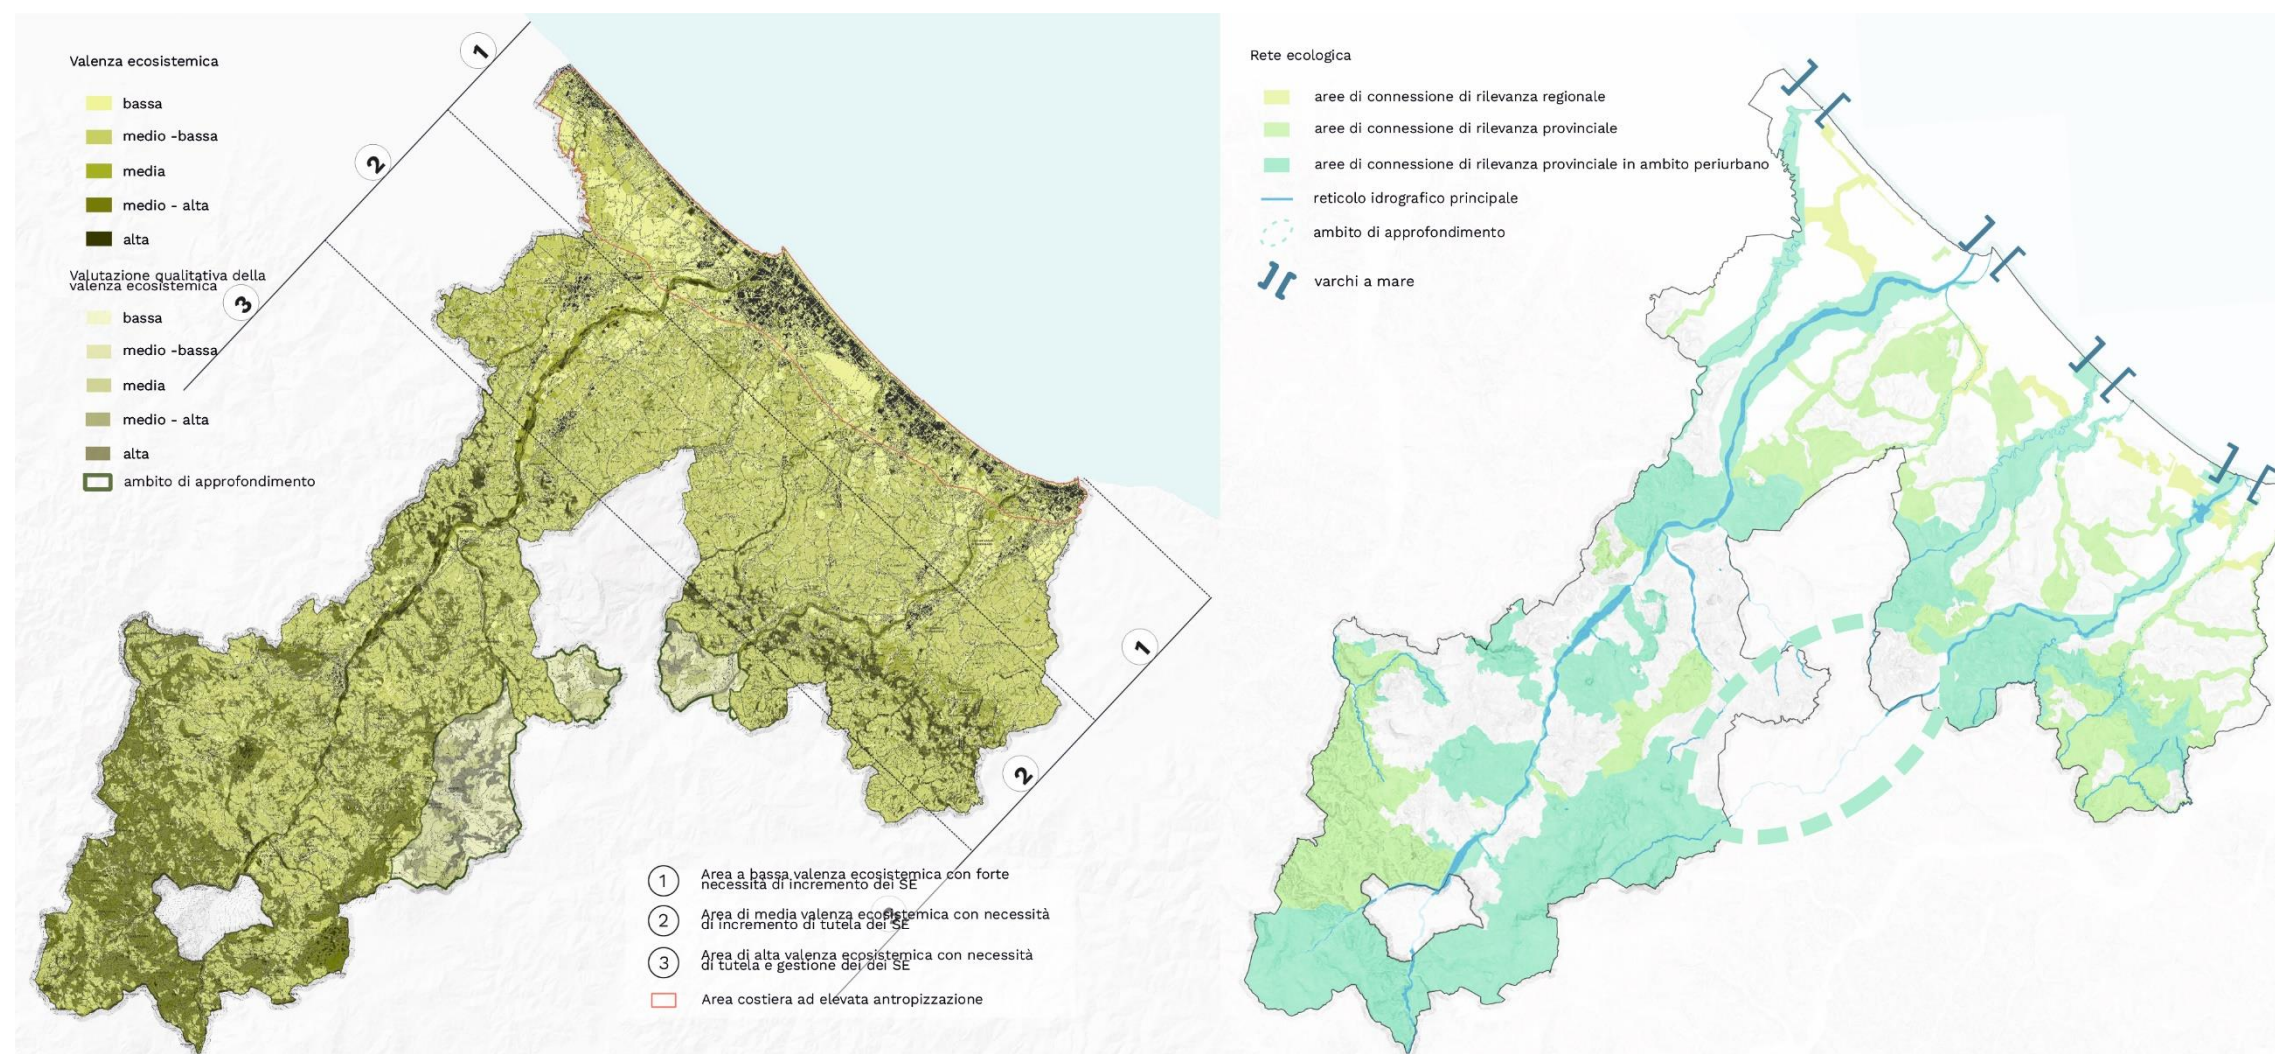 Valenza ecosistemica
bassa
medio -bassa
media
medio - alta
alta
Valutazione qualitativa della
valenza ecosistemica
bassa
medio -bassa
media
medio - alta
alta
ambito di approfondimento
1
2
3
1
2
3
1
Area a bassa valenza ecosistemica con forte
necessità di incremento dei SE
2
Area di media valenza ecosistemica con necessità
di incremento di tutela dei SE
3
Area di alta valenza ecosistemica con necessità
di tutela e gestione dei dei SE
Area costiera ad elevata antropizzazione
Rete ecologica
aree di connessione di rilevanza regionale
aree di connessione di rilevanza provinciale
aree di connessione di rilevanza provinciale in ambito periurbano
reticolo idrografico principale
ambito di approfondimento
varchi a mare